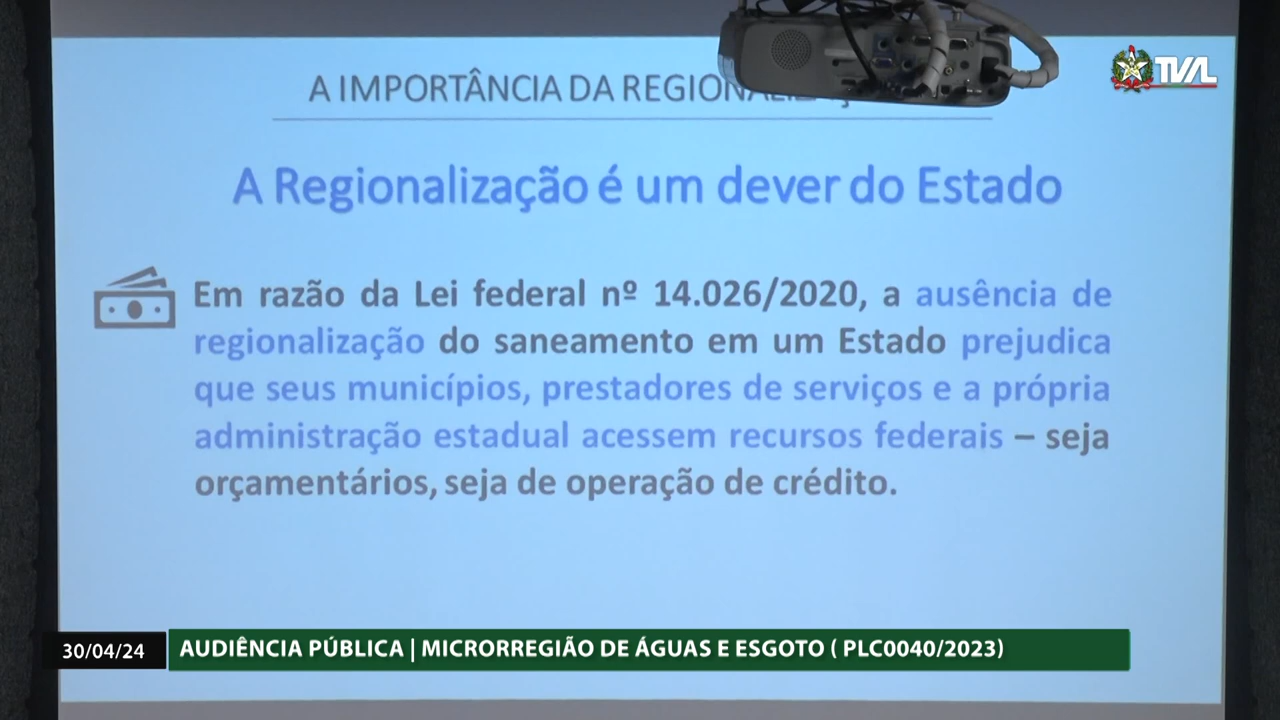 TVAL
A IMPORTÂNCIA DA
A Regionalização é um dever do Estado
Em razão da Lei federal nº 14.026/2020, a ausência de
regionalização do saneamento em um Estado prejudica
que seus municípios, prestadores de serviços e a própria
administração estadual acessem recursos federais – seja
orçamentários, seja de operação de crédito.
30/04/24
AUDIÊNCIA PÚBLICA | MICRORREGIÃO DE ÁGUAS E ESGOTO ( PLC0040/2023)